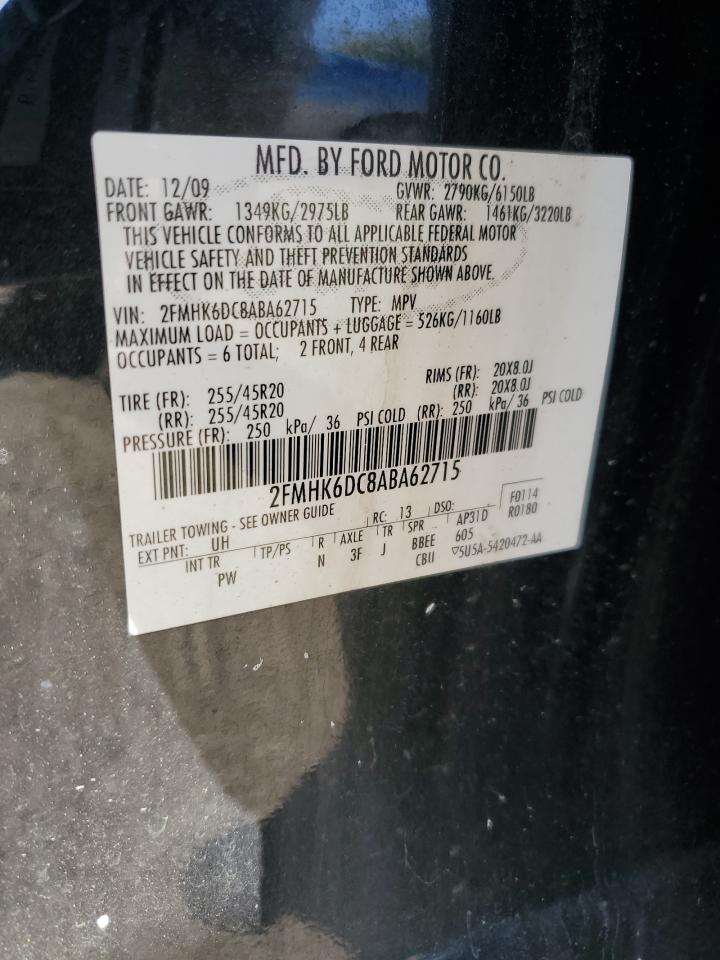 MFD. BY FORD MOTOR CO.
DATE: 12/09 GVWR: 2790KG/6150LB
FRONT GAWR: 1349KG/2975LB REAR GAWR: 1461KG/3220LB
THIS VEHICLE CONFORMS TO ALL APPLICABLE FEDERAL MOTOR
VEHICLE SAFETY AND THEFT PREVENTION STANDARDS
IN EFFECT ON THE DATE OF MANUFACTURE SHOWN ABOVE.
VIN: 2FMHK6DC8ABA62715 TYPE: MPV
MAXIMUM LOAD = OCCUPANTS + LUGGAGE = 526KG/1160LB
OCCUPANTS = 6 TOTAL; 2 FRONT, 4 REAR
TIRE (FR): 255/45R20 RIMS (FR): 20X8.0J
(RR): 255/45R20 (RR): 20X8.0J
PRESSURE (FR): 250 kPa/ 36 PSI COLD (RR): 250 kPa/ 36 PSI COLD
2FMHK6DC8ABA62715
TRAILER TOWING - SEE OWNER GUIDE
EXT PNT: UH RC: 13 DSO: F0114
INT TR TP/PS R AXLE TR SPR AP31D R0180
PW N 3F J BBEE 605
CBU ▽5U5A-5420472-AA